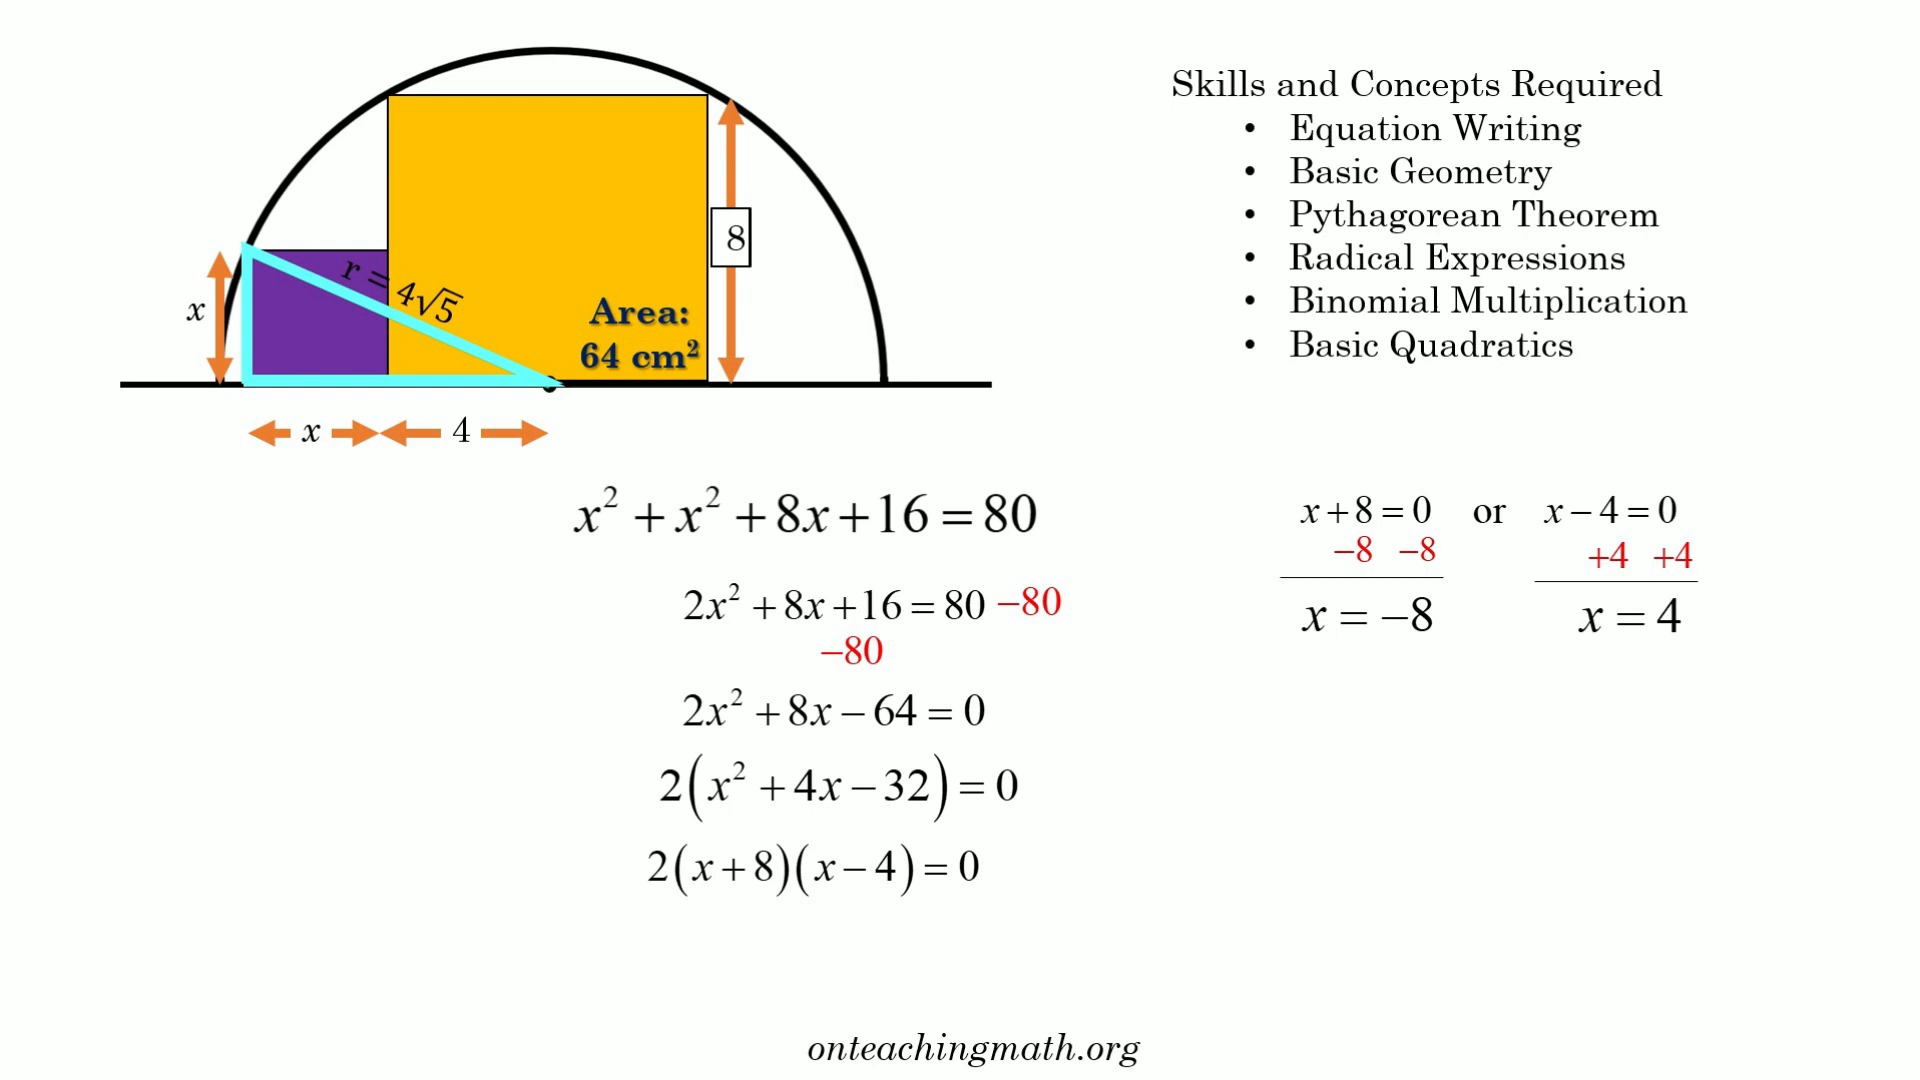 Skills and Concepts Required
• Equation Writing
• Basic Geometry
• Pythagorean Theorem
• Radical Expressions
• Binomial Multiplication
• Basic Quadratics
8
r = 4√5
x
Area:
64 cm²
x
4
x² + x² + 8x + 16 = 80
2x² + 8x + 16 = 80 −80
−80
2x² + 8x − 64 = 0
2(x² + 4x − 32) = 0
2(x + 8)(x − 4) = 0
x + 8 = 0 or x − 4 = 0
−8 −8 +4 +4
x = −8 x = 4
onteachingmath.org